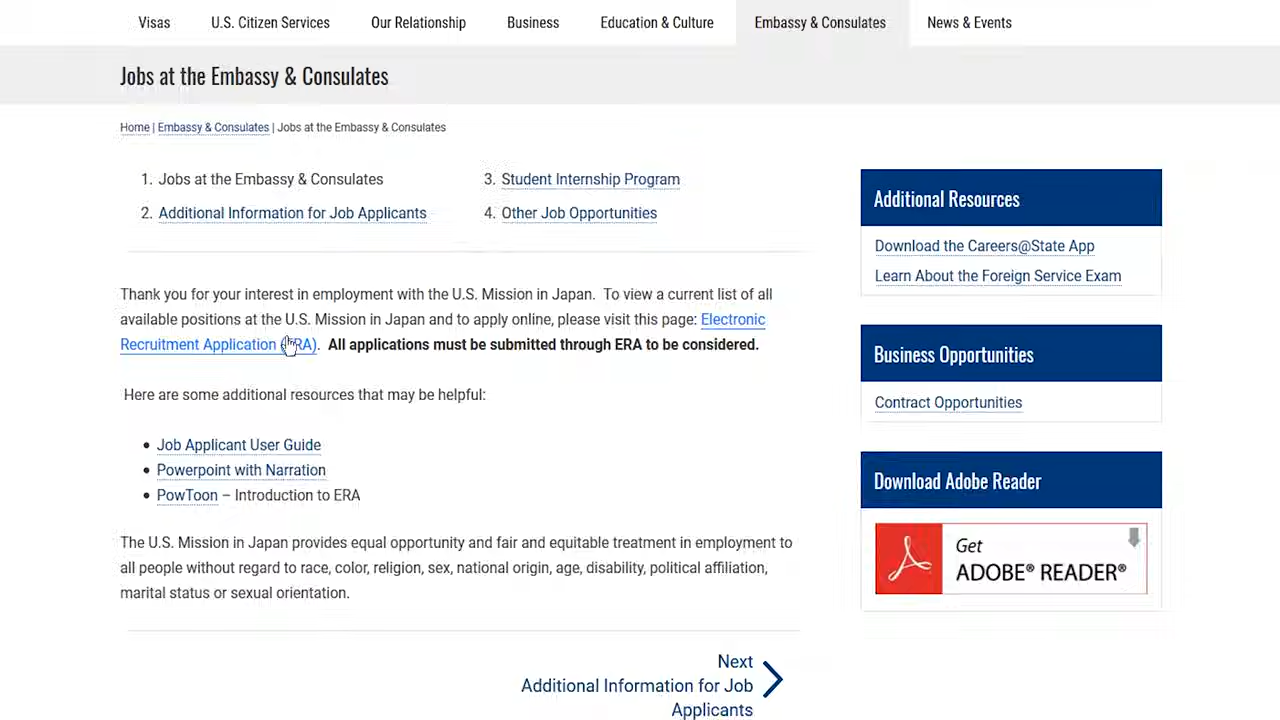 Visas
U.S. Citizen Services
Our Relationship
Business
Education & Culture
Embassy & Consulates
News & Events
Jobs at the Embassy & Consulates
Home | Embassy & Consulates | Jobs at the Embassy & Consulates
1. Jobs at the Embassy & Consulates
2. Additional Information for Job Applicants
3. Student Internship Program
4. Other Job Opportunities
Thank you for your interest in employment with the U.S. Mission in Japan. To view a current list of all
available positions at the U.S. Mission in Japan and to apply online, please visit this page: Electronic
Recruitment Application (ERA). All applications must be submitted through ERA to be considered.
Here are some additional resources that may be helpful:
• Job Applicant User Guide
• Powerpoint with Narration
• PowToon – Introduction to ERA
The U.S. Mission in Japan provides equal opportunity and fair and equitable treatment in employment to
all people without regard to race, color, religion, sex, national origin, age, disability, political affiliation,
marital status or sexual orientation.
Next
Additional Information for Job
Applicants
Additional Resources
Download the Careers@State App
Learn About the Foreign Service Exam
Business Opportunities
Contract Opportunities
Download Adobe Reader
Get
ADOBE® READER®